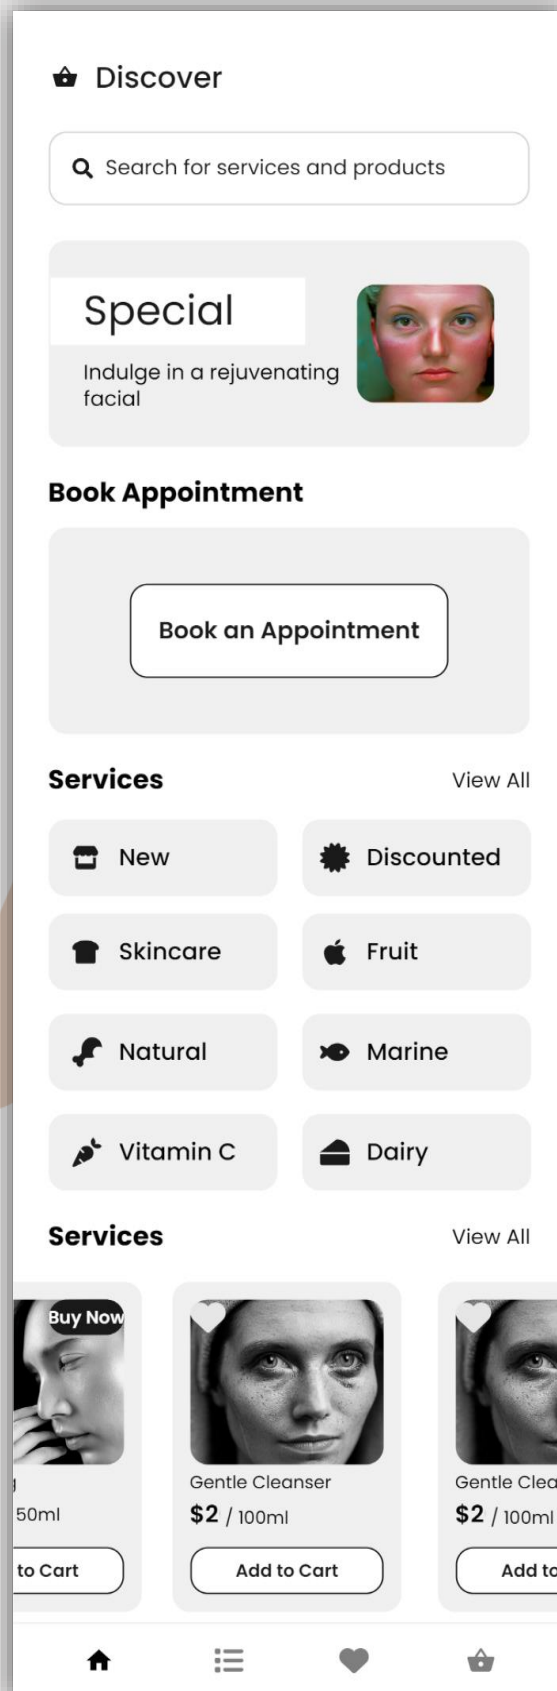 Discover
Search for services and products
Special
Indulge in a rejuvenating
facial
Book Appointment
Book an Appointment
Services View All
New Discounted
Skincare Fruit
Natural Marine
Vitamin C Dairy
Services View All
Buy Now
Gentle Cleanser Gentle Clea
50ml $2 / 100ml $2 / 100ml
to Cart Add to Cart Add to